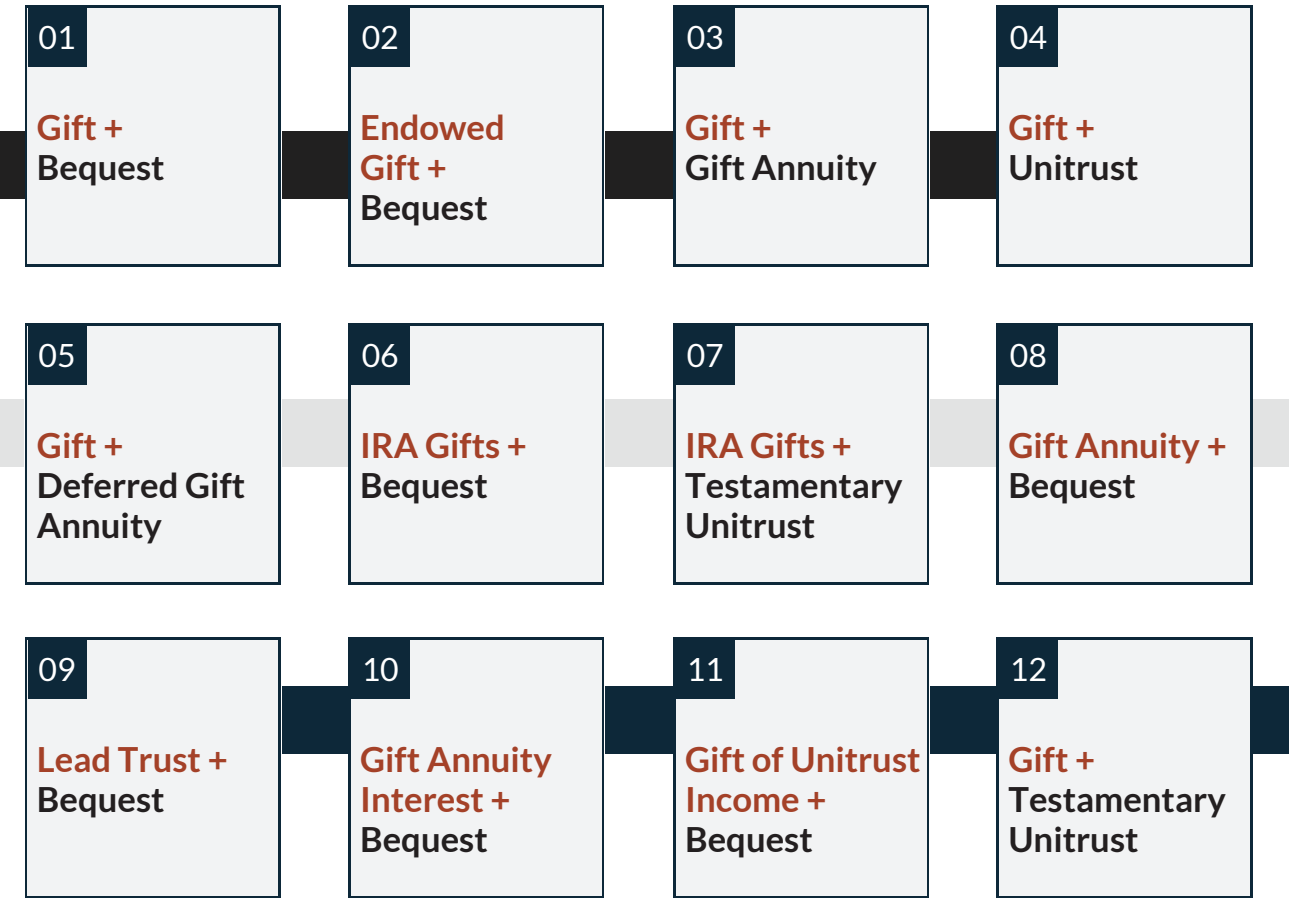 01
Gift +
Bequest
02
Endowed
Gift +
Bequest
03
Gift +
Gift Annuity
04
Gift +
Unitrust
05
Gift +
Deferred Gift
Annuity
06
IRA Gifts +
Bequest
07
IRA Gifts +
Testamentary
Unitrust
08
Gift Annuity +
Bequest
09
Lead Trust +
Bequest
10
Gift Annuity
Interest +
Bequest
11
Gift of Unitrust
Income +
Bequest
12
Gift +
Testamentary
Unitrust